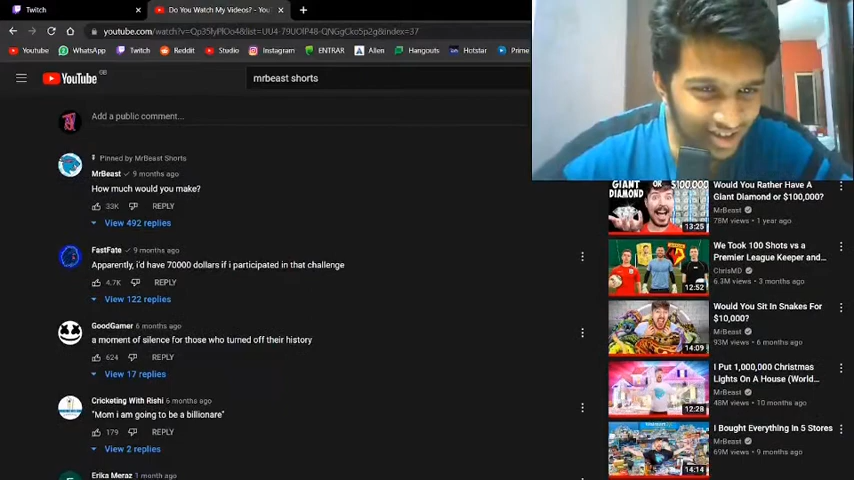 Twitch
Do You Watch My Videos? - You
youtube.com/watch?v=Qp35lyPlOo4&list=UU4-79UOlP48-QNGgCko5p2g&index=37
Youtube WhatsApp Twitch Reddit Studio Instagram ENTRAR Allen Hangouts Hotstar Prime
YouTube GB
mrbeast shorts
Add a public comment...
Pinned by MrBeast Shorts
MrBeast 9 months ago
How much would you make?
33K REPLY
View 492 replies
FastFate 9 months ago
Apparently, i'd have 70000 dollars if i participated in that challenge
4.7K REPLY
View 122 replies
GoodGamer 6 months ago
a moment of silence for those who turned off their history
624 REPLY
View 17 replies
Cricketing With Rishi 6 months ago
"Mom i am going to be a billionare"
179 REPLY
View 2 replies
Erika Meraz 1 month ago
GIANT OR $100,000
DIAMOND
13:25
Would You Rather Have A
Giant Diamond or $100,000?
MrBeast
78M views • 1 year ago
12:52
We Took 100 Shots vs a
Premier League Keeper and...
ChrisMD
6.3M views • 3 months ago
14:09
Would You Sit In Snakes For
$10,000?
MrBeast
93M views • 6 months ago
12:28
I Put 1,000,000 Christmas
Lights On A House (World...
MrBeast
48M views • 10 months ago
14:14
I Bought Everything In 5 Stores
MrBeast
69M views • 9 months ago